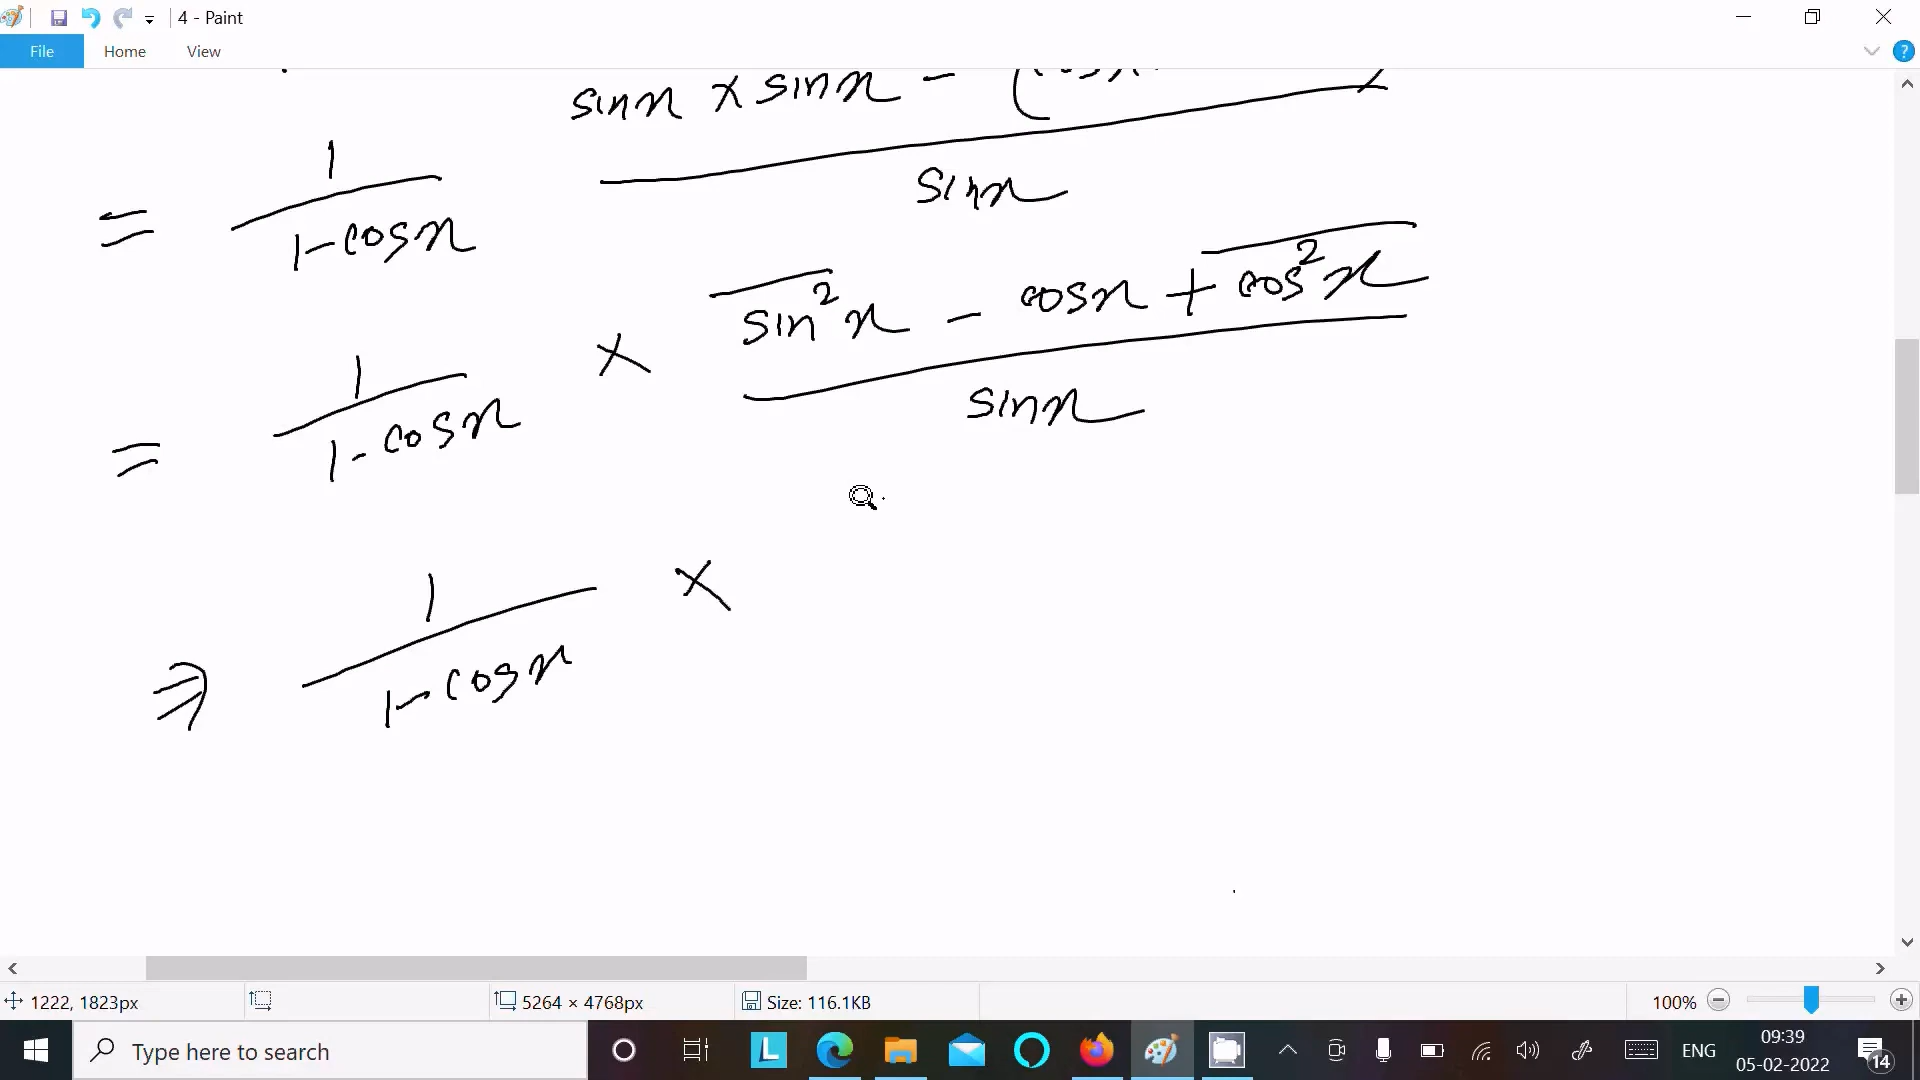 4 - Paint
File Home View
sinx × sinx - (
= 1/(1-cosx) sinx
= 1/(1-cosx) × (sin²x - cosx + cos²x)/sinx
⇒ 1/(1-cosx) ×
1222, 1823px 5264 × 4768px Size: 116.1KB 100%
Type here to search L ENG 09:39
05-02-2022 14